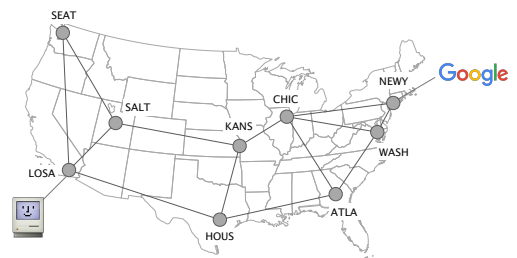 SEAT
Google
NEWY
CHIC
SALT
KANS
WASH
LOSA
ATLA
HOUS